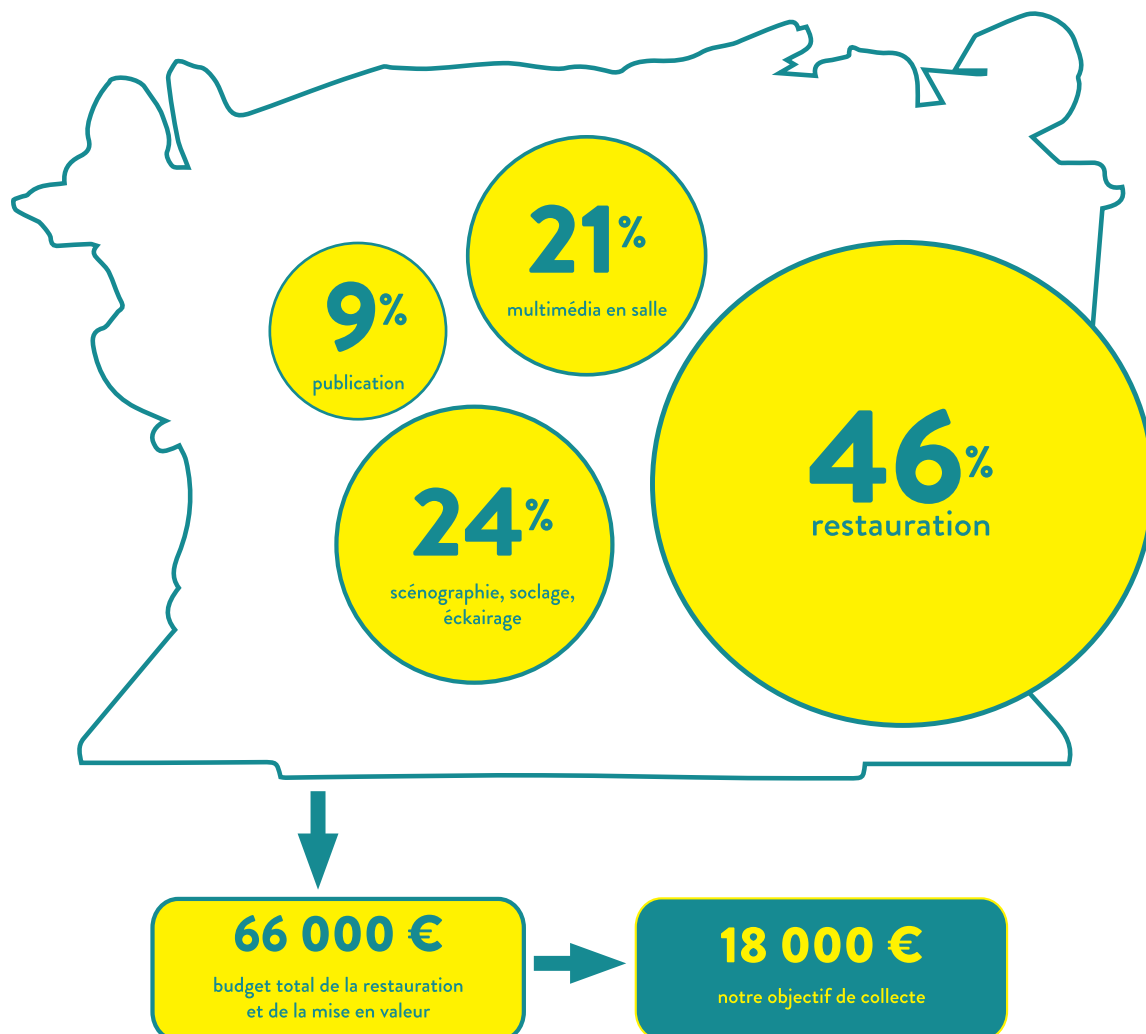 21%
multimédia en salle
9%
publication
46%
restauration
24%
scénographie, soclage,
éckairage
66 000 €
budget total de la restauration
et de la mise en valeur
18 000 €
notre objectif de collecte